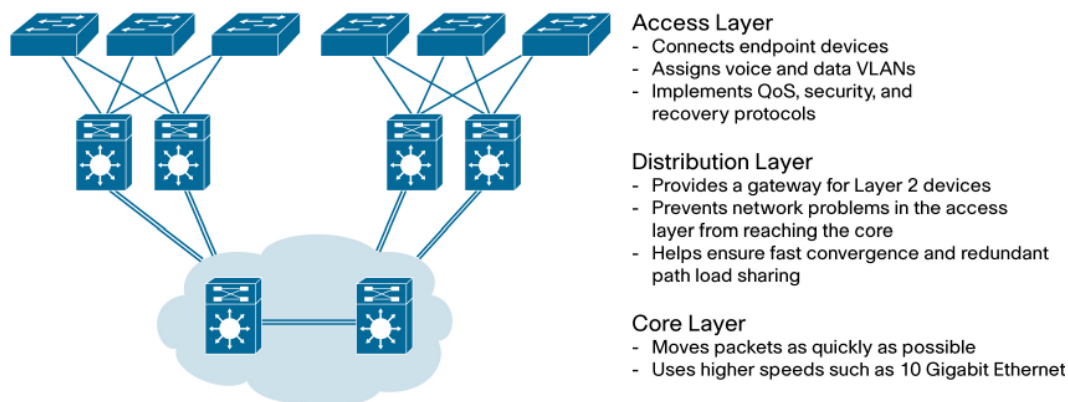 Access Layer
- Connects endpoint devices
- Assigns voice and data VLANs
- Implements QoS, security, and
recovery protocols
Distribution Layer
- Provides a gateway for Layer 2 devices
- Prevents network problems in the access
layer from reaching the core
- Helps ensure fast convergence and redundant
path load sharing
Core Layer
- Moves packets as quickly as possible
- Uses higher speeds such as 10 Gigabit Ethernet